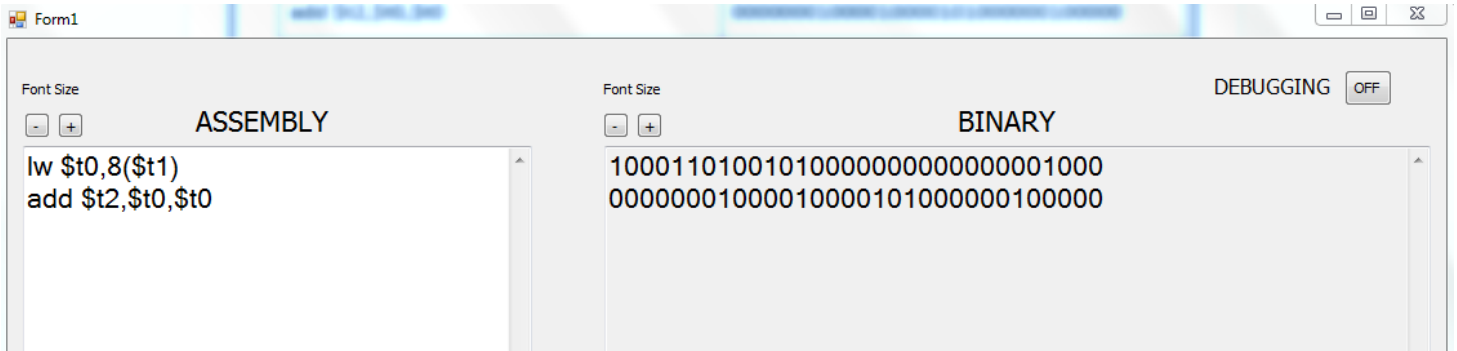 Form1
Font Size
Font Size
DEBUGGING OFF
- + ASSEMBLY
- + BINARY
lw $t0,8($t1)
add $t2,$t0,$t0
10001101001010000000000000001000
00000001000010000101000000100000